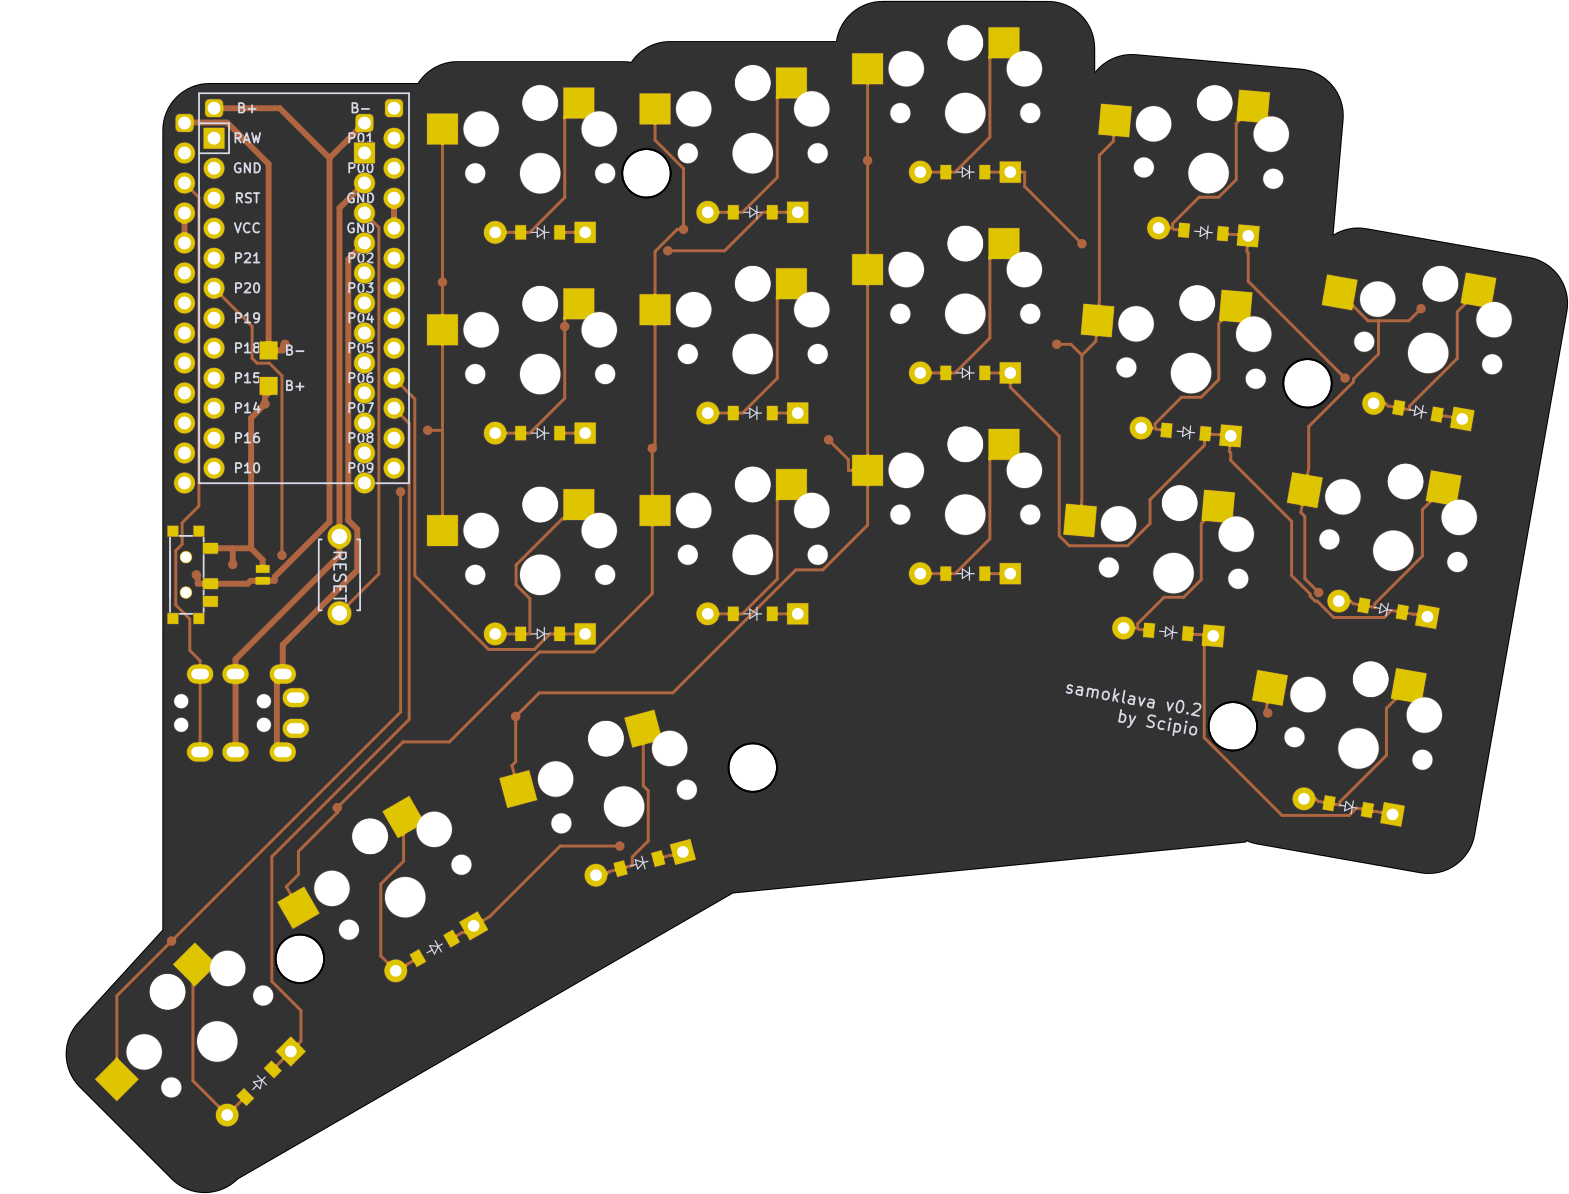 B+ B-
RAW P01
GND P00
RST GND
VCC GND
P21 P02
P20 P03
P19 P04
P18 P05
B-
P15 P06
B+
P14 P07
P16 P08
P10 P09
RESET
samoklava v0.2
by Scipio